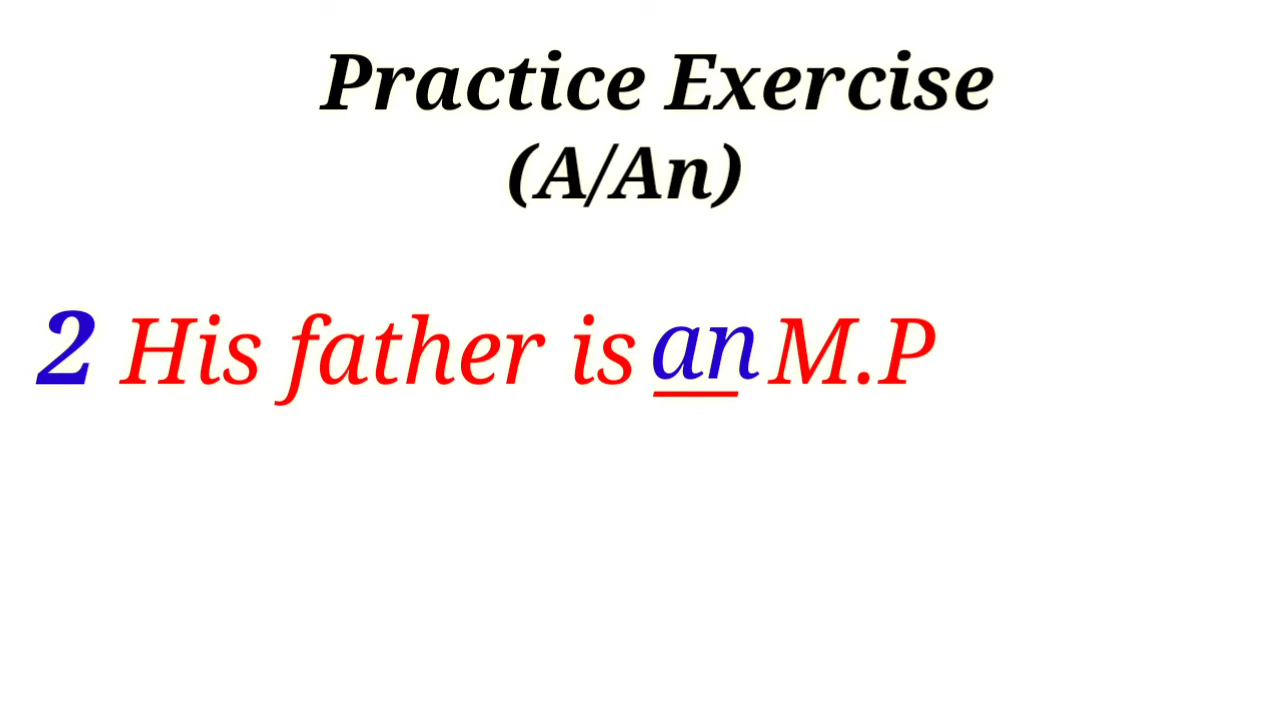 Practice Exercise
(A/An)
2 His father is an M.P